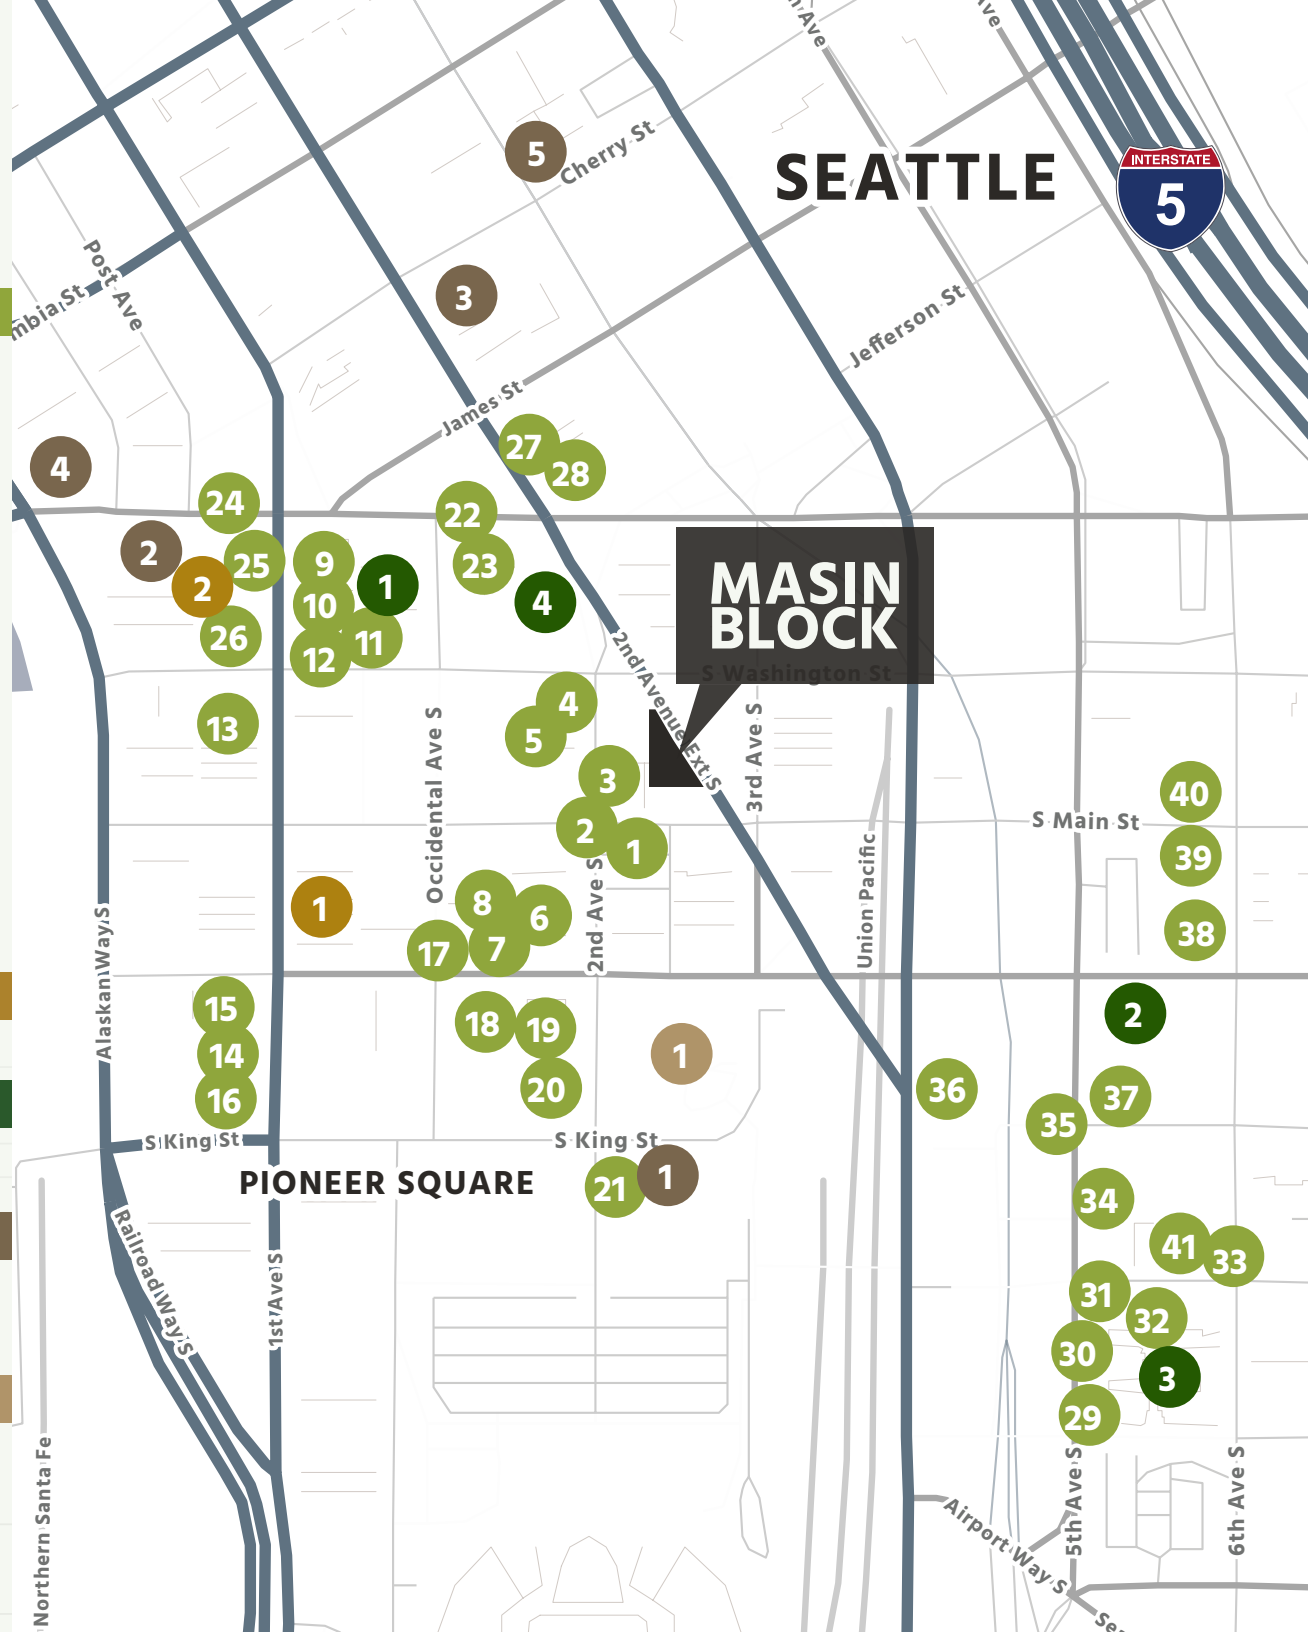 5
Cherry St
SEATTLE
INTERSTATE
5
Post Ave
3
Jefferson St
James St
4
27
28
24
22
2
25
9
1
23
2
10
4
26
11
12
MASIN
BLOCK
S Washington St
2nd Avenue Ext S
4
13
5
Occidental Ave S
3rd Ave S
3
40
2
1
S Main St
39
Union Pacific
8
6
1
2nd Ave S
17
7
38
Alaskan Way S
15
18
19
2
14
1
16
20
36
37
35
S King St
S King St
PIONEER SQUARE
21
1
34
41
33
Railroad Way S
1st Ave S
31
32
30
3
29
Northern Santa Fe
5th Ave S
6th Ave S
Airport Way S